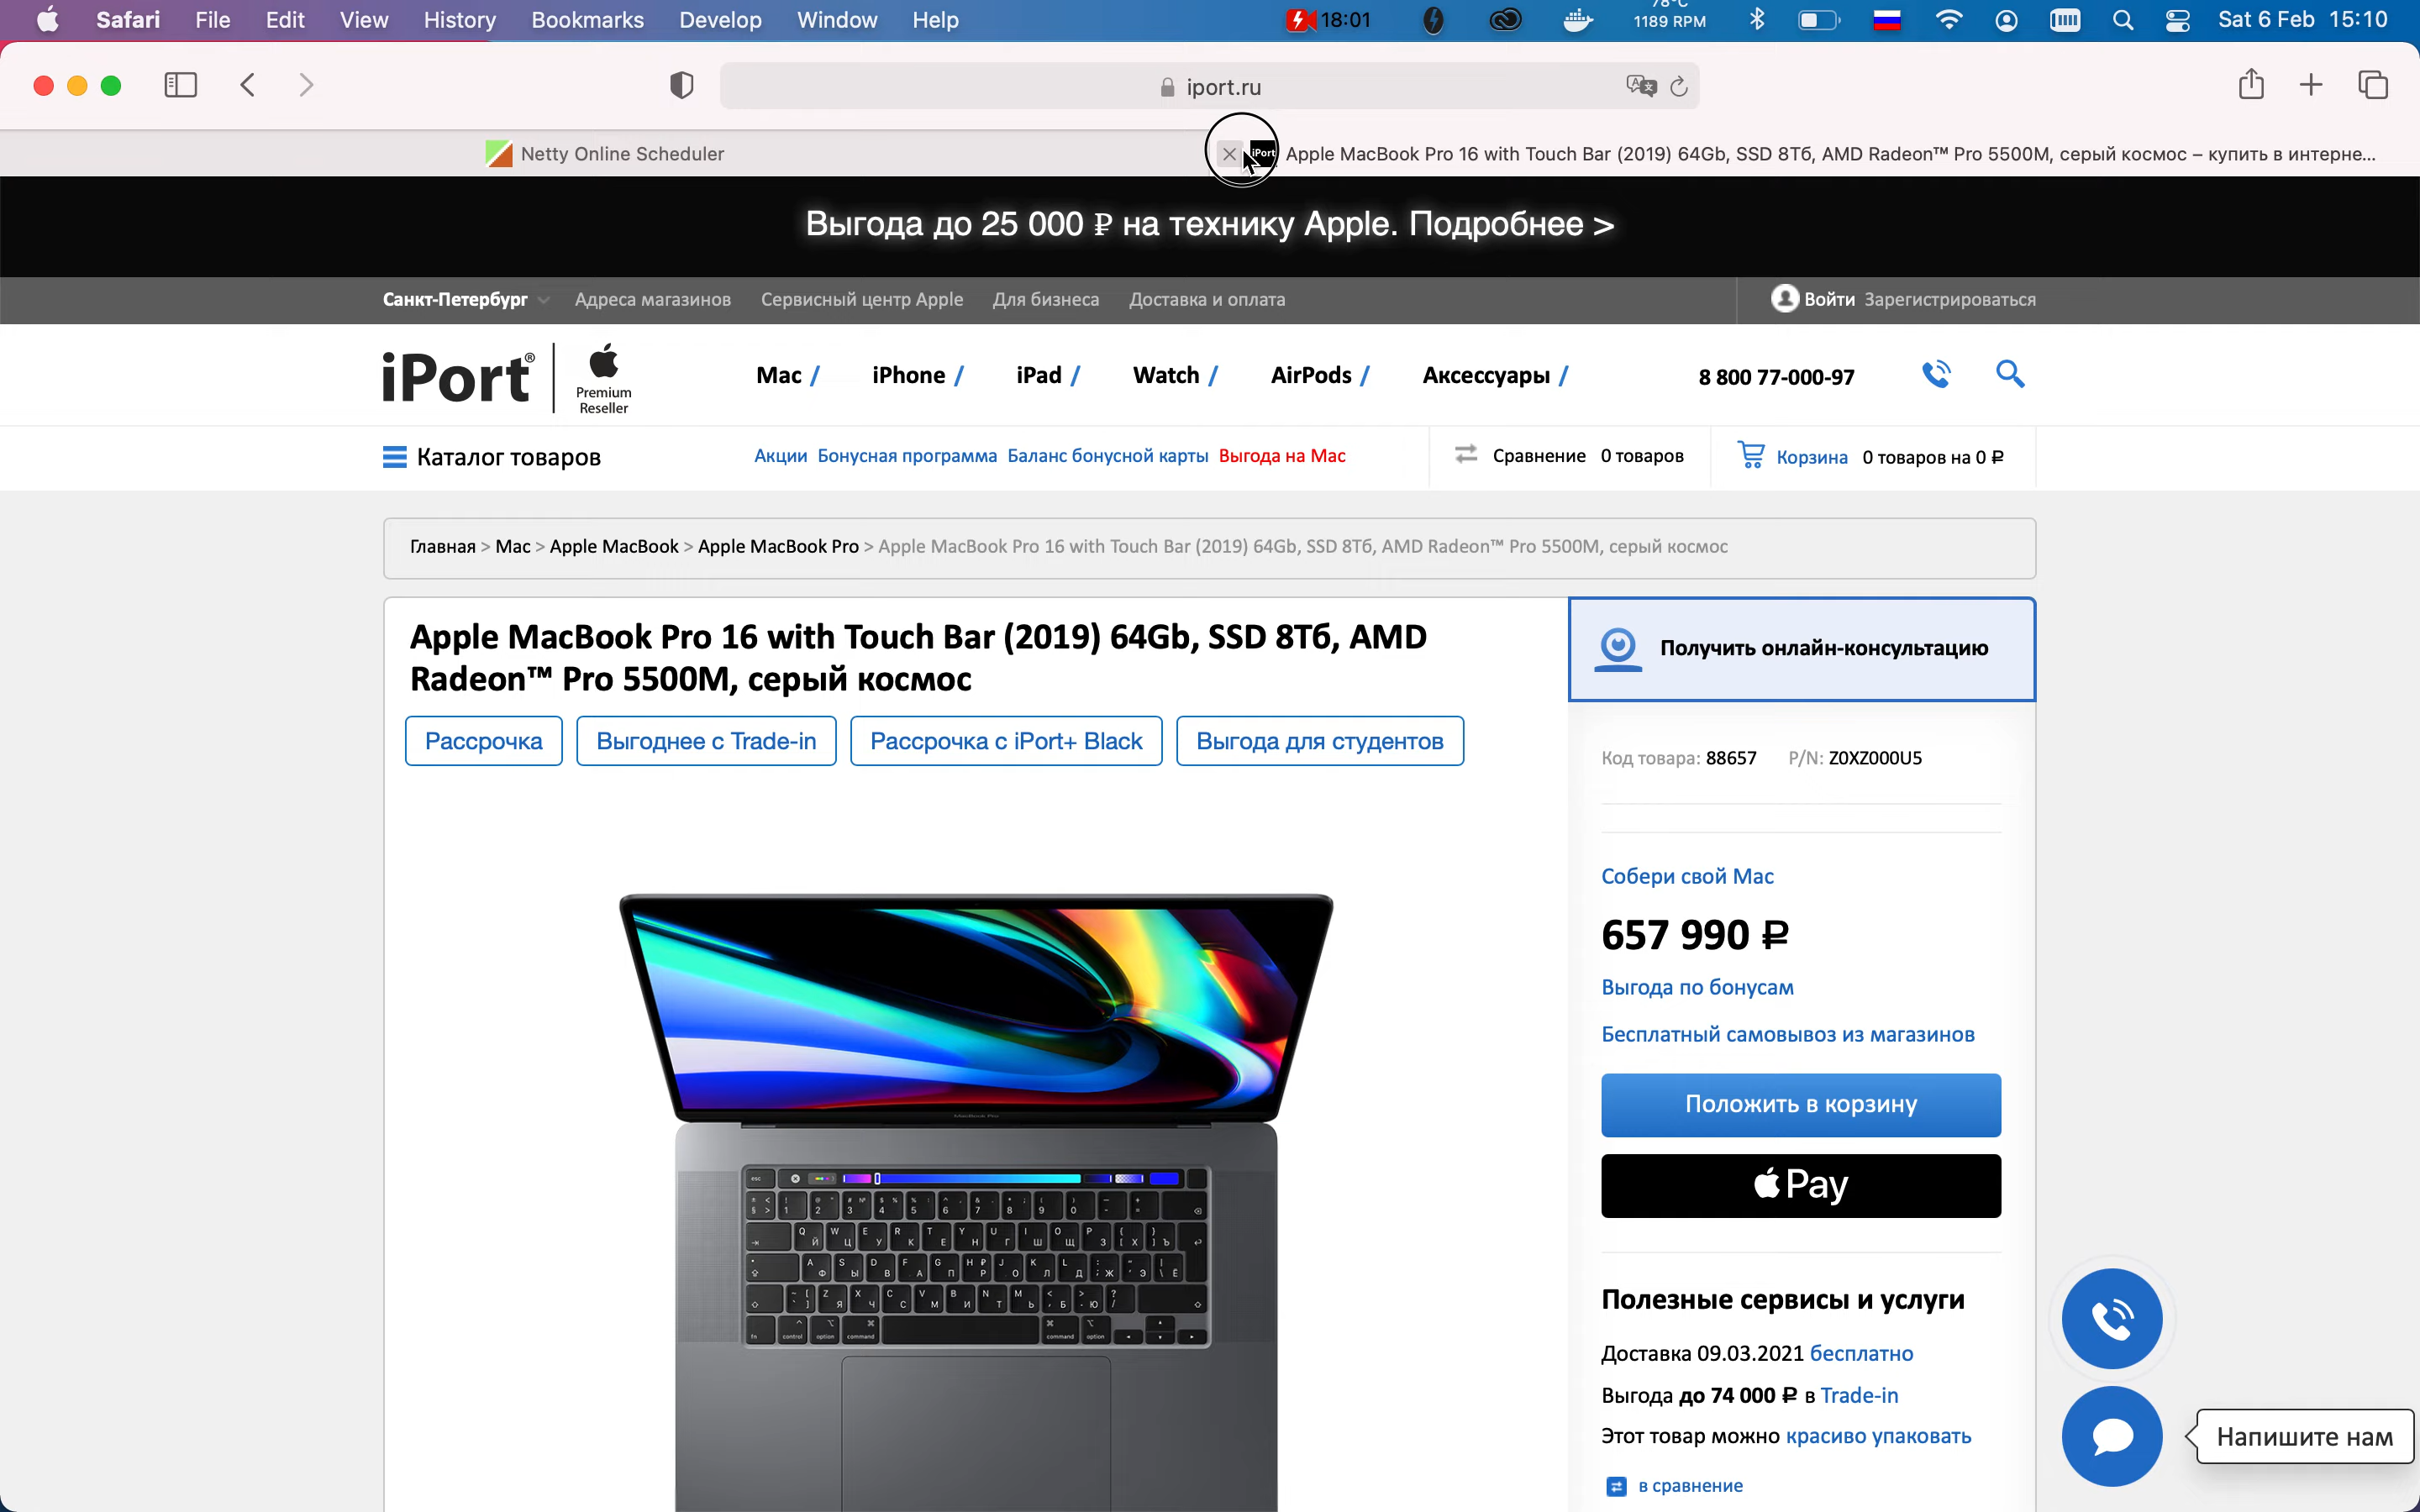 Safari File Edit View History Bookmarks Develop Window Help 18:01 78°C 1189 RPM Sat 6 Feb 15:10
iport.ru
Netty Online Scheduler
iPort Apple MacBook Pro 16 with Touch Bar (2019) 64Gb, SSD 8Тб, AMD Radeon™ Pro 5500M, серый космос – купить в интерне...
Выгода до 25 000 ₽ на технику Apple. Подробнее >
Санкт-Петербург Адреса магазинов Сервисный центр Apple Для бизнеса Доставка и оплата Войти Зарегистрироваться
iPort® Premium Reseller
Mac / iPhone / iPad / Watch / AirPods / Аксессуары / 8 800 77-000-97
Каталог товаров Акции Бонусная программа Баланс бонусной карты Выгода на Mac Сравнение 0 товаров Корзина 0 товаров на 0 ₽
Главная > Mac > Apple MacBook > Apple MacBook Pro > Apple MacBook Pro 16 with Touch Bar (2019) 64Gb, SSD 8Тб, AMD Radeon™ Pro 5500M, серый космос
Apple MacBook Pro 16 with Touch Bar (2019) 64Gb, SSD 8Тб, AMD
Radeon™ Pro 5500M, серый космос
Рассрочка Выгоднее с Trade-in Рассрочка с iPort+ Black Выгода для студентов
Получить онлайн-консультацию
Код товара: 88657 P/N: Z0XZ000U5
Собери свой Mac
657 990 ₽
Выгода по бонусам
Бесплатный самовывоз из магазинов
Положить в корзину
Pay
Полезные сервисы и услуги
Доставка 09.03.2021 бесплатно
Выгода до 74 000 ₽ в Trade-in
Этот товар можно красиво упаковать
в сравнение
Напишите нам